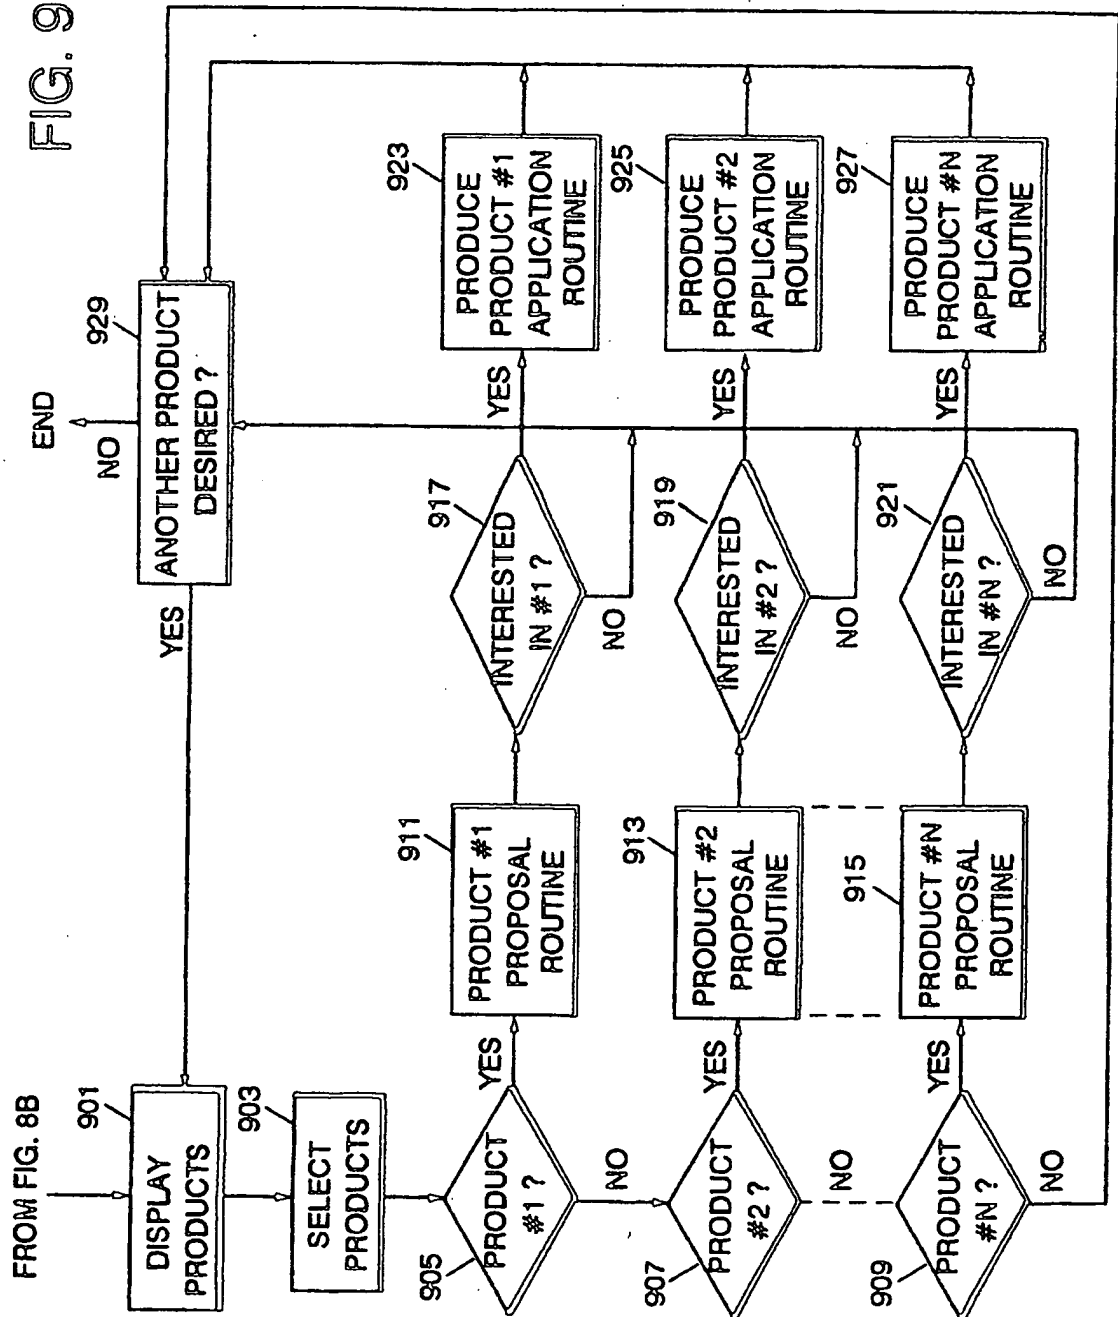 FIG. 9
FROM FIG. 8B
901
DISPLAY
PRODUCTS
903
SELECT
PRODUCTS
905
PRODUCT
#1 ?
YES
NO
911
PRODUCT #1
PROPOSAL
ROUTINE
917
INTERESTED
IN #1 ?
YES
NO
923
PRODUCE
PRODUCT #1
APPLICATION
ROUTINE
907
PRODUCT
#2 ?
YES
NO
913
PRODUCT #2
PROPOSAL
ROUTINE
919
INTERESTED
IN #2 ?
YES
NO
925
PRODUCE
PRODUCT #2
APPLICATION
ROUTINE
909
PRODUCT
#N ?
YES
NO
915
PRODUCT #N
PROPOSAL
ROUTINE
921
INTERESTED
IN #N ?
YES
NO
927
PRODUCE
PRODUCT #N
APPLICATION
ROUTINE
929
ANOTHER PRODUCT
DESIRED ?
YES
NO
END